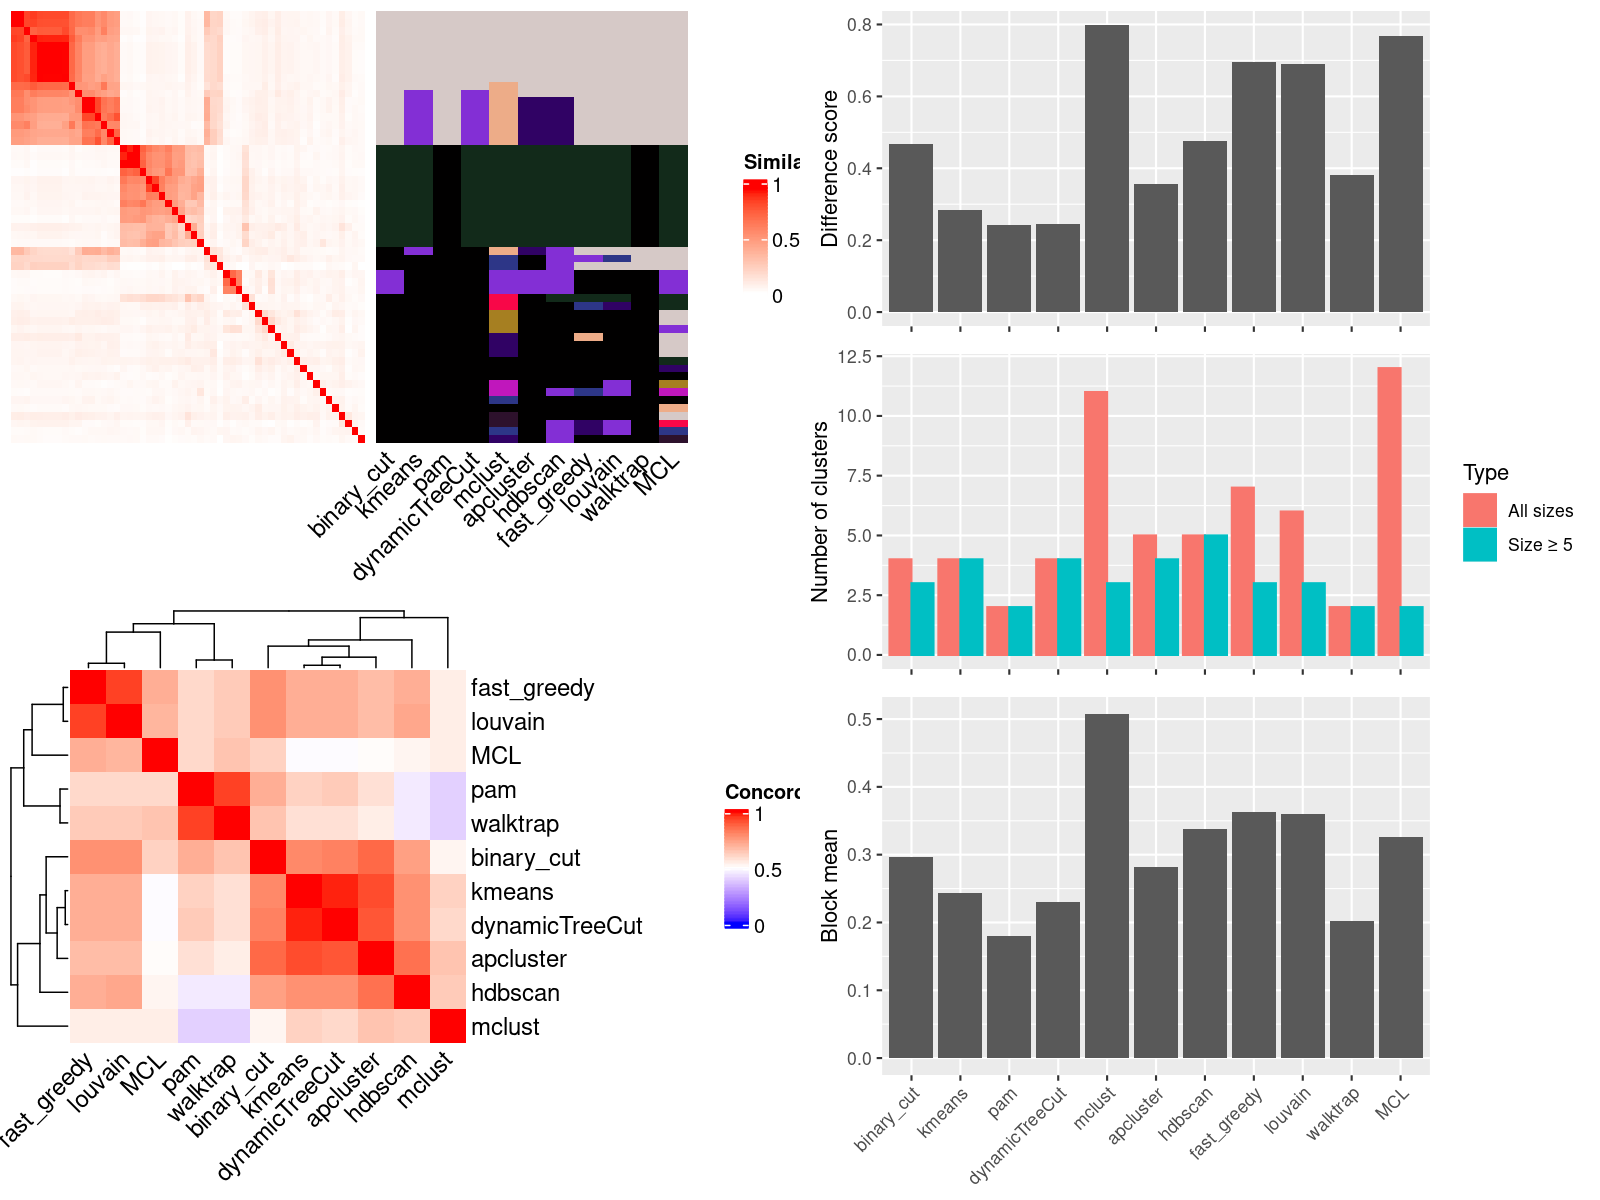 Simila
1
0.5
0
binary_cut
kmeans
pam
dynamicTreeCut
mclust
apcluster
hdbscan
fast_greedy
louvain
walktrap
MCL
fast_greedy
louvain
MCL
pam
walktrap
binary_cut
kmeans
dynamicTreeCut
apcluster
hdbscan
mclust
fast_greedy
louvain
MCL
pam
walktrap
binary_cut
kmeans
dynamicTreeCut
apcluster
hdbscan
mclust
Concord
1
0.5
0
Difference score
0.8
0.6
0.4
0.2
0.0
Number of clusters
12.5
10.0
7.5
5.0
2.5
0.0
Type
All sizes
Size ≥ 5
Block mean
0.5
0.4
0.3
0.2
0.1
0.0
binary_cut
kmeans
pam
dynamicTreeCut
mclust
apcluster
hdbscan
fast_greedy
louvain
walktrap
MCL